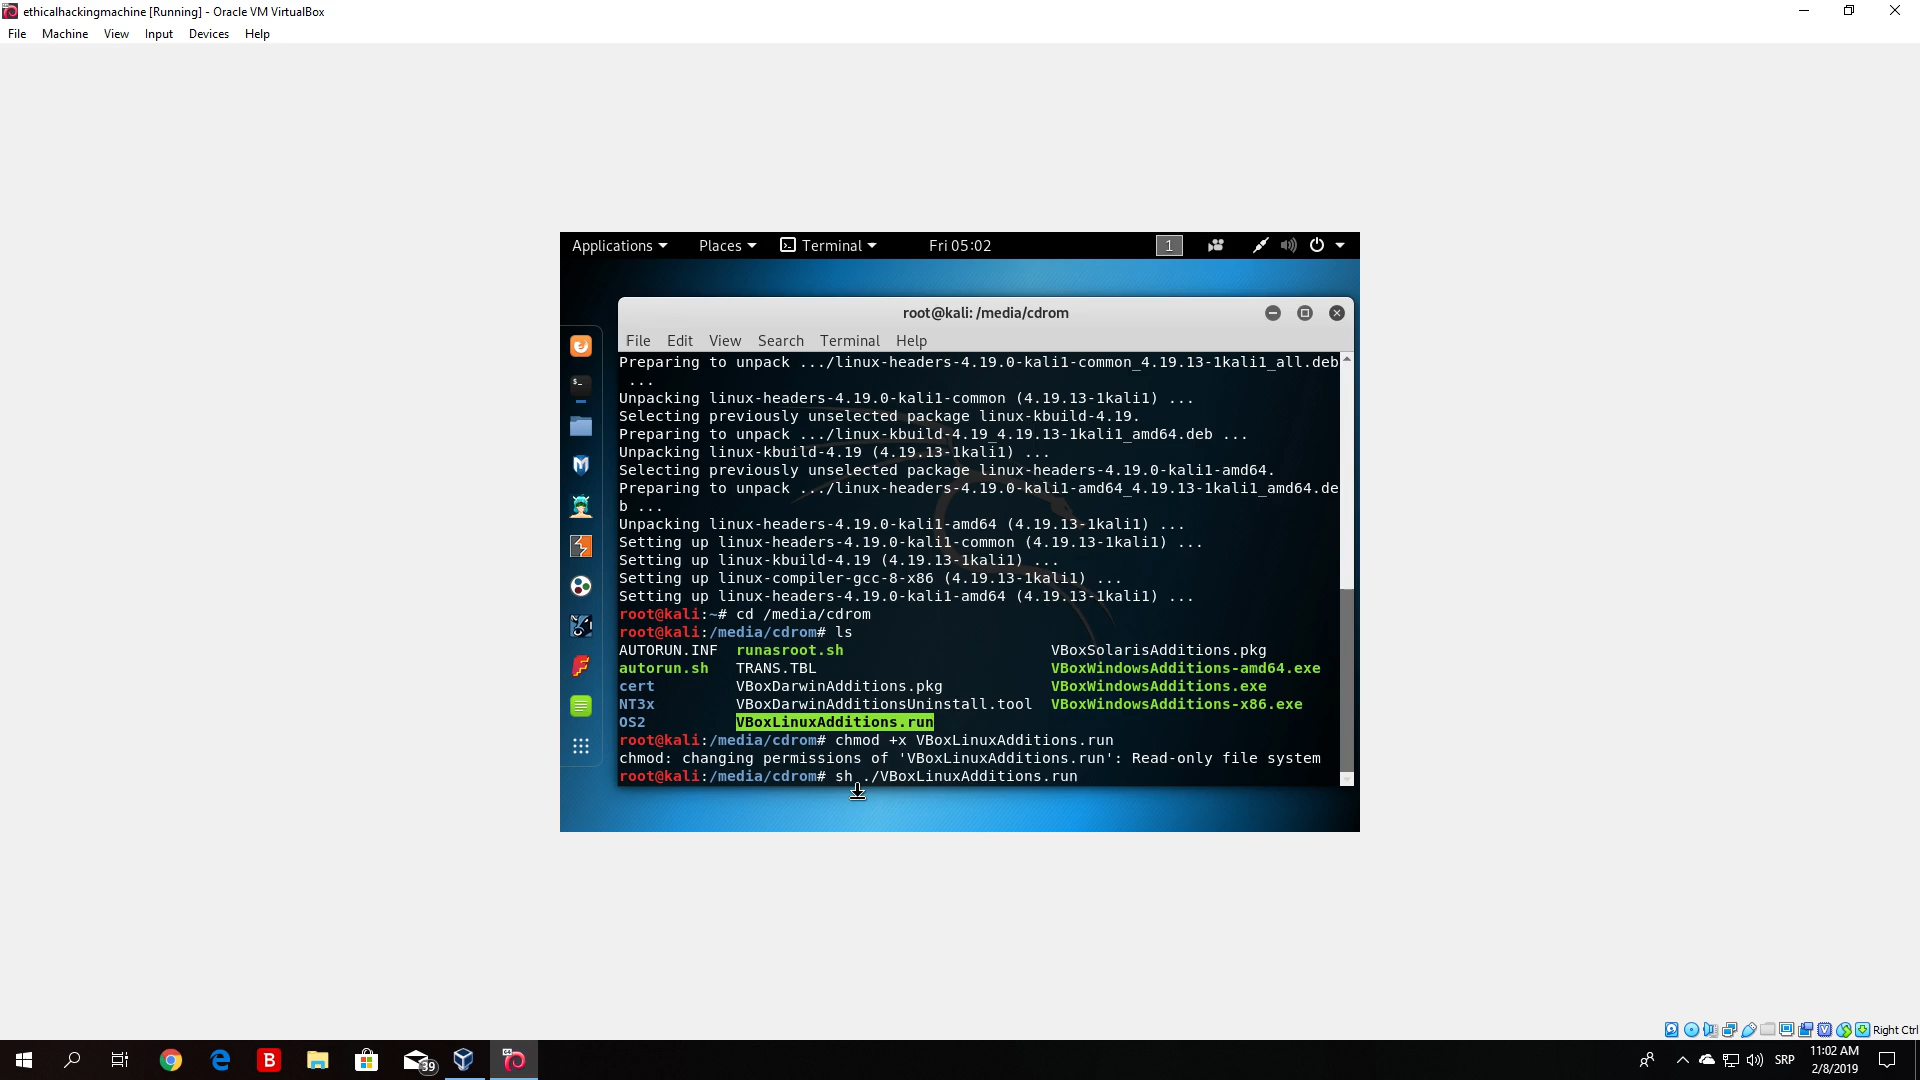 ethicalhackingmachine [Running] - Oracle VM VirtualBox
File Machine View Input Devices Help
Applications Places Terminal Fri 05:02 1
root@kali: /media/cdrom
File Edit View Search Terminal Help
Preparing to unpack .../linux-headers-4.19.0-kali1-common_4.19.13-1kali1_all.deb
...
Unpacking linux-headers-4.19.0-kali1-common (4.19.13-1kali1) ...
Selecting previously unselected package linux-kbuild-4.19.
Preparing to unpack .../linux-kbuild-4.19_4.19.13-1kali1_amd64.deb ...
Unpacking linux-kbuild-4.19 (4.19.13-1kali1) ...
Selecting previously unselected package linux-headers-4.19.0-kali1-amd64.
Preparing to unpack .../linux-headers-4.19.0-kali1-amd64_4.19.13-1kali1_amd64.de
b ...
Unpacking linux-headers-4.19.0-kali1-amd64 (4.19.13-1kali1) ...
Setting up linux-headers-4.19.0-kali1-common (4.19.13-1kali1) ...
Setting up linux-kbuild-4.19 (4.19.13-1kali1) ...
Setting up linux-compiler-gcc-8-x86 (4.19.13-1kali1) ...
Setting up linux-headers-4.19.0-kali1-amd64 (4.19.13-1kali1) ...
root@kali:~# cd /media/cdrom
root@kali:/media/cdrom# ls
AUTORUN.INF runasroot.sh VBoxSolarisAdditions.pkg
autorun.sh TRANS.TBL VBoxWindowsAdditions-amd64.exe
cert VBoxDarwinAdditions.pkg VBoxWindowsAdditions.exe
NT3x VBoxDarwinAdditionsUninstall.tool VBoxWindowsAdditions-x86.exe
OS2 VBoxLinuxAdditions.run
root@kali:/media/cdrom# chmod +x VBoxLinuxAdditions.run
chmod: changing permissions of 'VBoxLinuxAdditions.run': Read-only file system
root@kali:/media/cdrom# sh ./VBoxLinuxAdditions.run
Right Ctrl
39
SRP
11:02 AM
2/8/2019